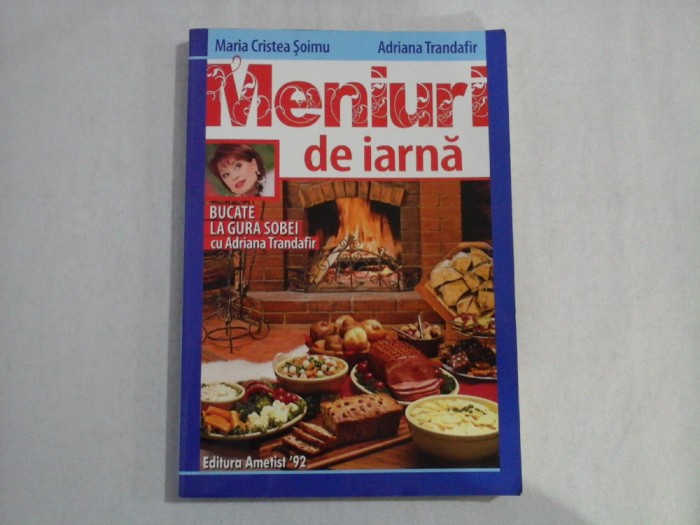 Maria Cristea Şoimu Adriana Trandafir
Meniuri
de iarnă
BUCATE
LA GURA SOBEI
cu Adriana Trandafir
Editura Ametist '92